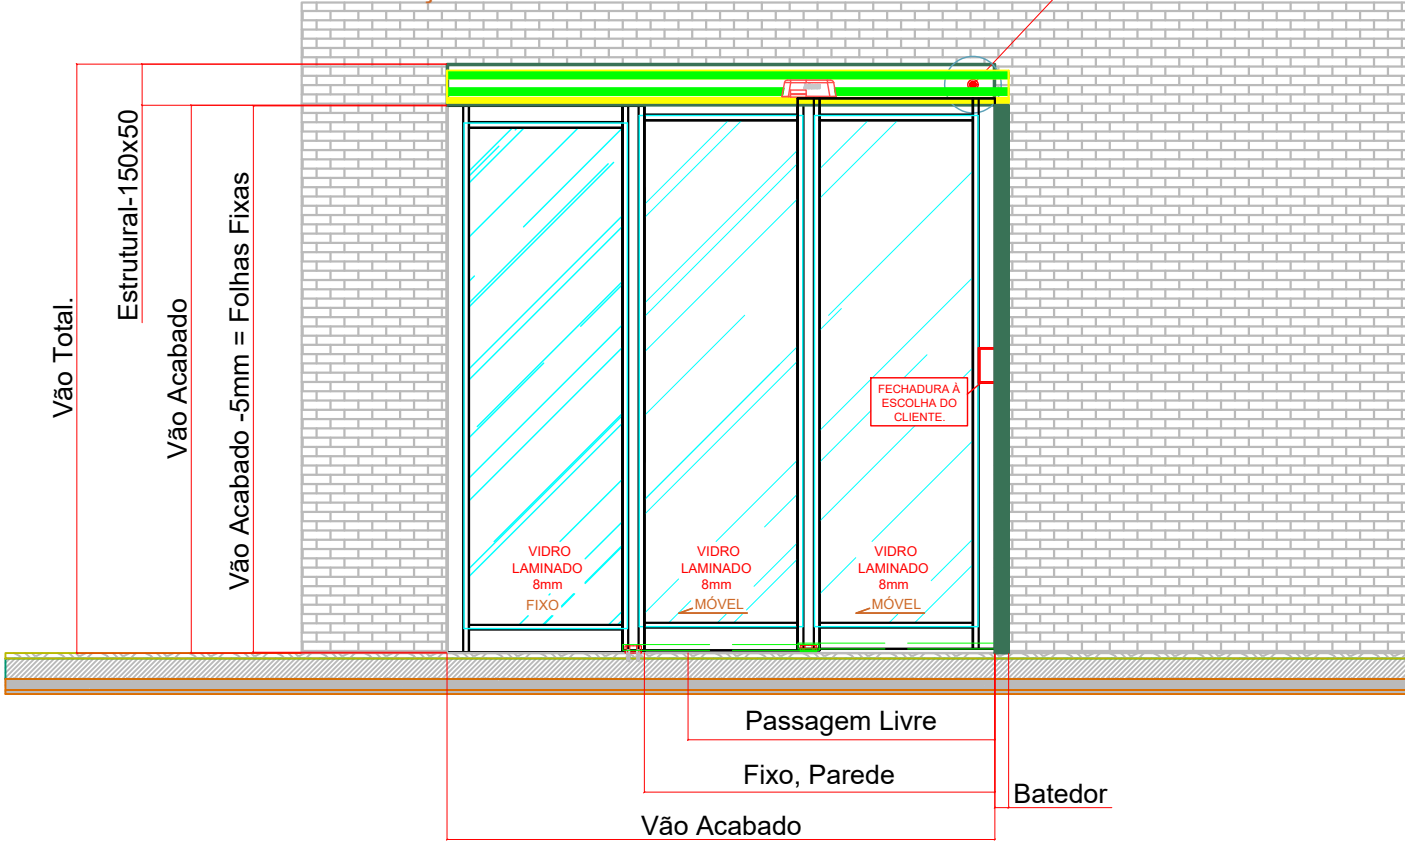 Estrutural-150x50
Vão Total.
Vão Acabado
Vão Acabado -5mm = Folhas Fixas
FECHADURA À
ESCOLHA DO
CLIENTE.
VIDRO
LAMINADO
8mm
FIXO
VIDRO
LAMINADO
8mm
MÓVEL
VIDRO
LAMINADO
8mm
MÓVEL
Passagem Livre
Fixo, Parede
Batedor
Vão Acabado